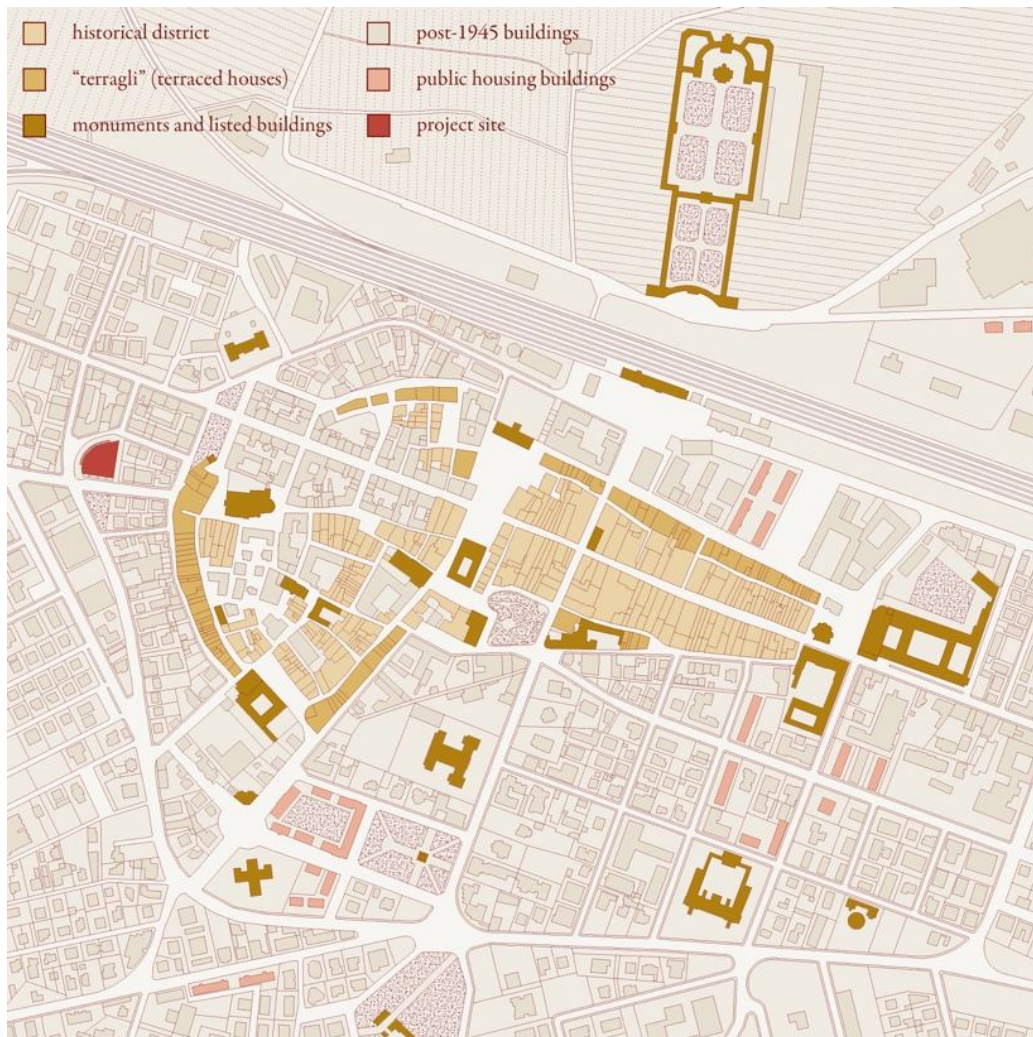 historical district
“terragli” (terraced houses)
monuments and listed buildings
post-1945 buildings
public housing buildings
project site